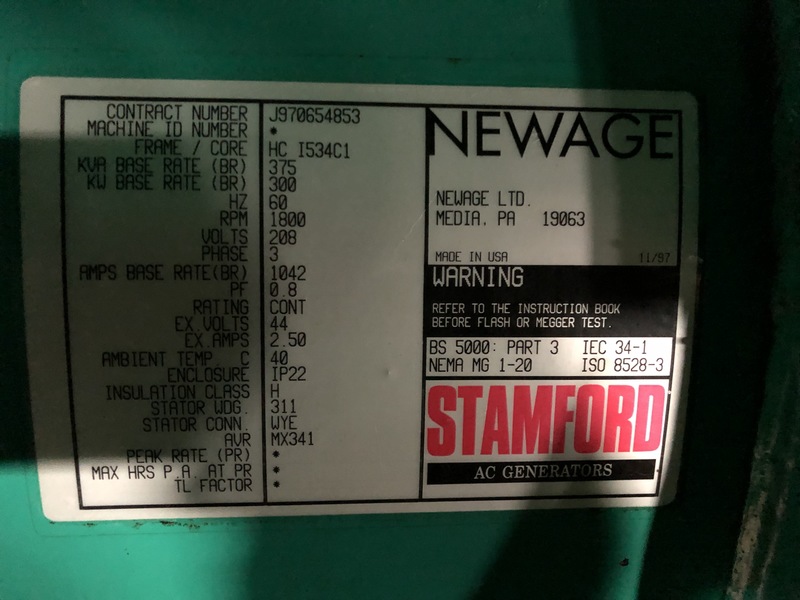 CONTRACT NUMBER J970654853
MACHINE ID NUMBER *
FRAME / CORE HC I534C1
KVA BASE RATE (BR) 375
KW BASE RATE (BR) 300
HZ 60
RPM 1800
VOLTS 208
PHASE 3
AMPS BASE RATE(BR) 1042
PF 0.8
RATING CONT
EX VOLTS 44
EX AMPS 2.50
AMBIENT TEMP. C 40
ENCLOSURE IP22
INSULATION CLASS H
STATOR WDG. 311
STATOR CONN. WYE
AVR MX341
PEAK RATE (PR) *
MAX HRS P.A. AT PR *
TL FACTOR *
NEWAGE
NEWAGE LTD.
MEDIA, PA 19063
MADE IN USA 11/97
WARNING
REFER TO THE INSTRUCTION BOOK
BEFORE FLASH OR MEGGER TEST.
BS 5000: PART 3 IEC 34-1
NEMA MG 1-20 ISO 8528-3
STAMFORD
AC GENERATORS